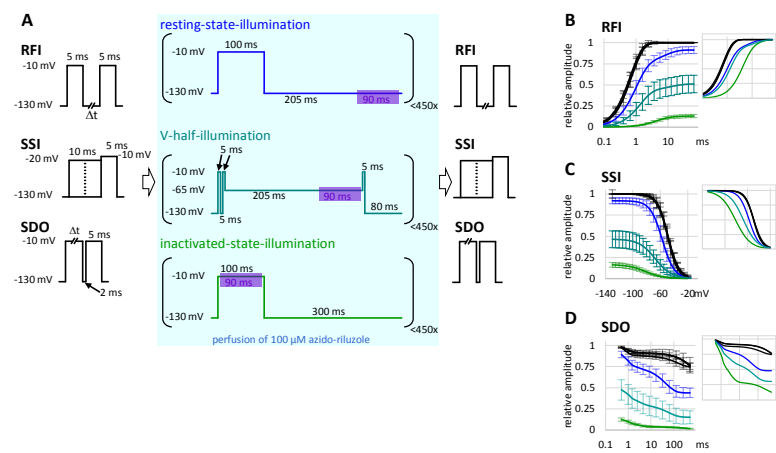 A
RFI
5 ms
5 ms
-10 mV
-130 mV
Δt
SSI
10 ms
5 ms
-20 mV
-10 mV
-130 mV
SDO
Δt
5 ms
-10 mV
-130 mV
2 ms
resting-state-illumination
100 ms
-10 mV
-130 mV
205 ms
90 ms
<450x
V-half-illumination
5 ms
5 ms
-10 mV
-65 mV
205 ms
90 ms
-130 mV
5 ms
80 ms
<450x
inactivated-state-illumination
100 ms
-10 mV
90 ms
300 ms
-130 mV
<450x
perfusion of 100 µM azido-riluzole
RFI
SSI
SDO
B
RFI
relative amplitude
1
0.75
0.5
0.25
0
0.1
1
10
100
ms
C
SSI
relative amplitude
1
0.75
0.5
0.25
0
-140
-100
-60
-20
mV
D
SDO
relative amplitude
1
0.75
0.5
0.25
0
0.1
1
10
100
ms